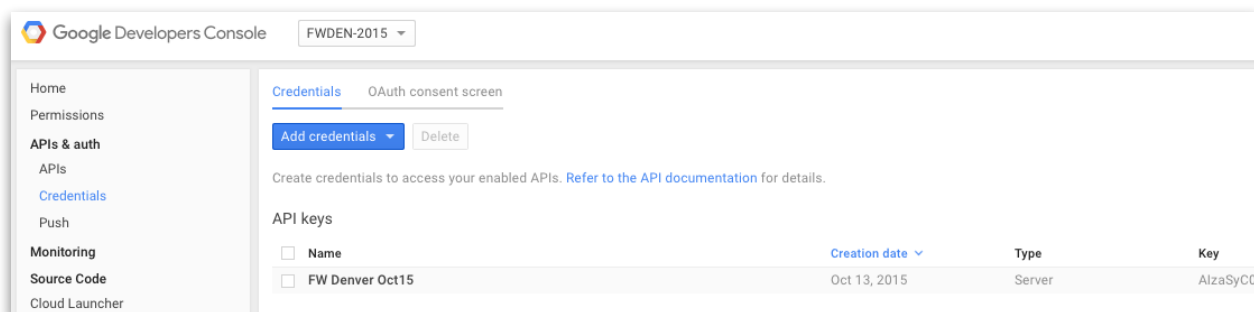 Google Developers Console FWDEN-2015
Home
Permissions
APIs & auth
APIs
Credentials
Push
Monitoring
Source Code
Cloud Launcher
Credentials OAuth consent screen
Add credentials Delete
Create credentials to access your enabled APIs. Refer to the API documentation for details.
API keys
Name Creation date Type Key
FW Denver Oct15 Oct 13, 2015 Server AIzaSyC0